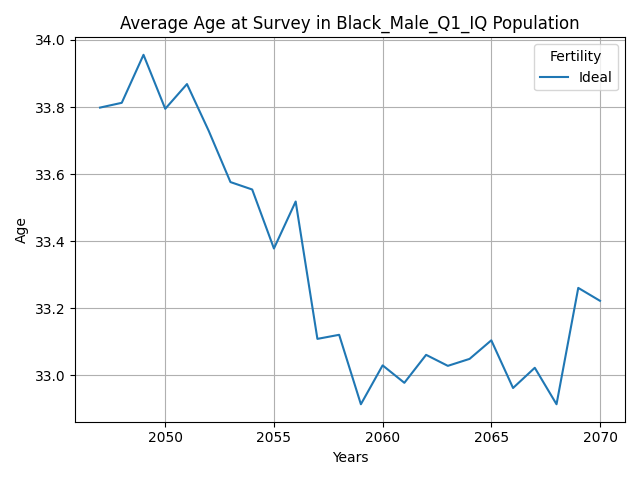 Average Age at Survey in Black_Male_Q1_IQ Population
Fertility
Ideal
34.0
33.8
33.6
33.4
33.2
33.0
Age
2050 2055 2060 2065 2070
Years